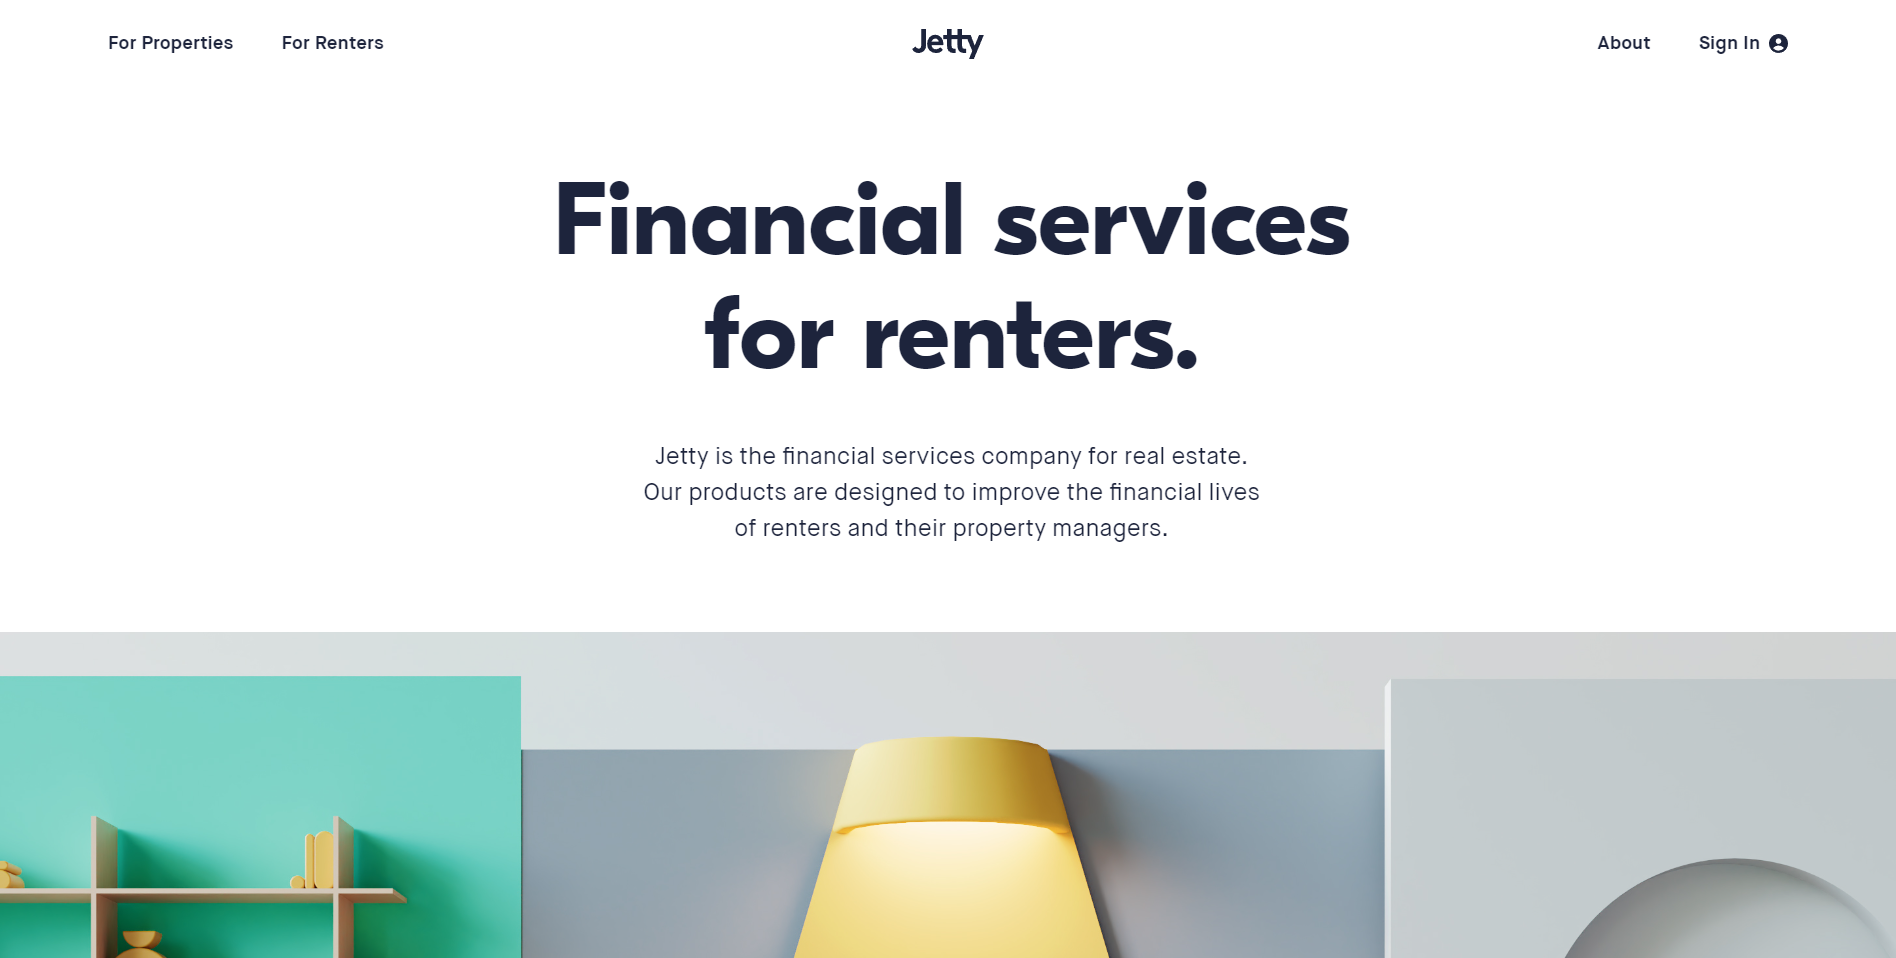 For Properties
For Renters
Jetty
About
Sign In
Financial services
for renters.
Jetty is the financial services company for real estate.
Our products are designed to improve the financial lives
of renters and their property managers.